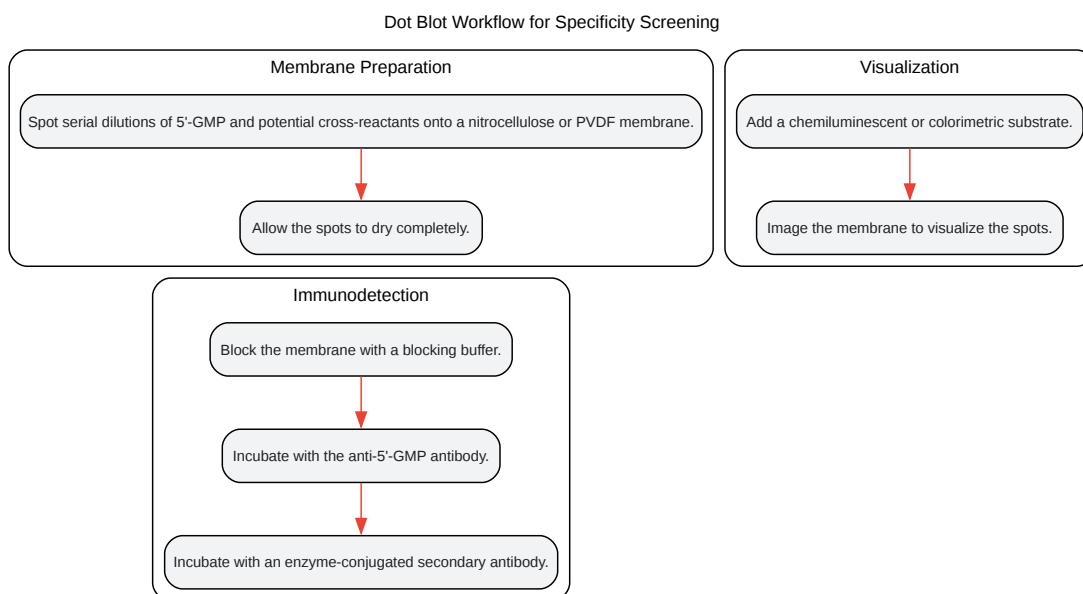 Dot Blot Workflow for Specificity Screening
Membrane Preparation
Spot serial dilutions of 5'-GMP and potential cross-reactants onto a nitrocellulose or PVDF membrane.
Allow the spots to dry completely.
Visualization
Add a chemiluminescent or colorimetric substrate.
Image the membrane to visualize the spots.
Immunodetection
Block the membrane with a blocking buffer.
Incubate with the anti-5'-GMP antibody.
Incubate with an enzyme-conjugated secondary antibody.